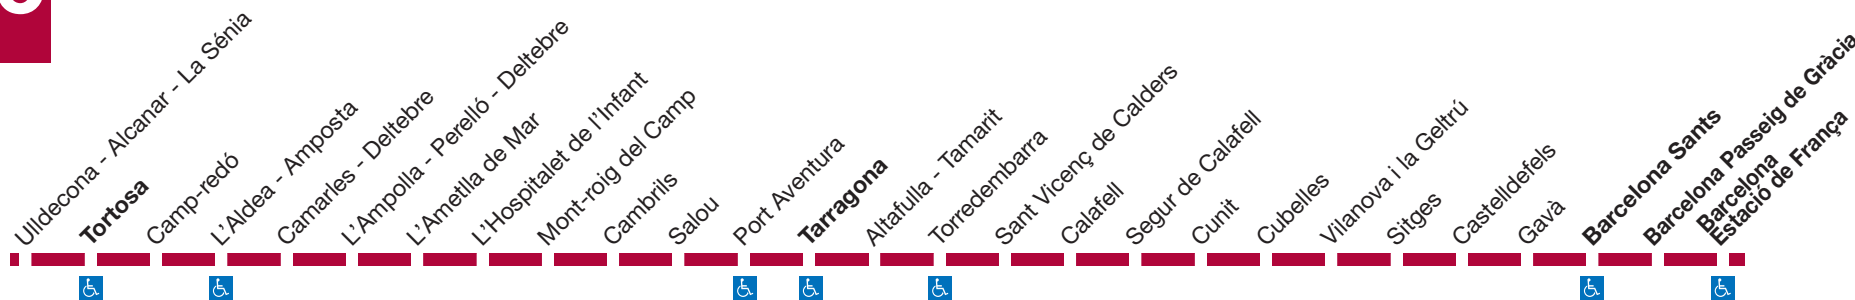 Ulldecona - Alcanar - La Sénia
Tortosa
Camp-redó
L'Aldea - Amposta
Camarles - Deltebre
L'Ampolla - Perelló - Deltebre
L'Ametlla de Mar
L'Hospitalet de l'Infant
Mont-roig del Camp
Cambrils
Salou
Port Aventura
Tarragona
Altafulla - Tamarit
Torredembarra
Sant Vicenç de Calders
Calafell
Segur de Calafell
Cunit
Cubelles
Vilanova i la Geltrú
Sitges
Castelldefels
Gavà
Barcelona Sants
Barcelona Passeig de Gràcia
Barcelona
Estació de França